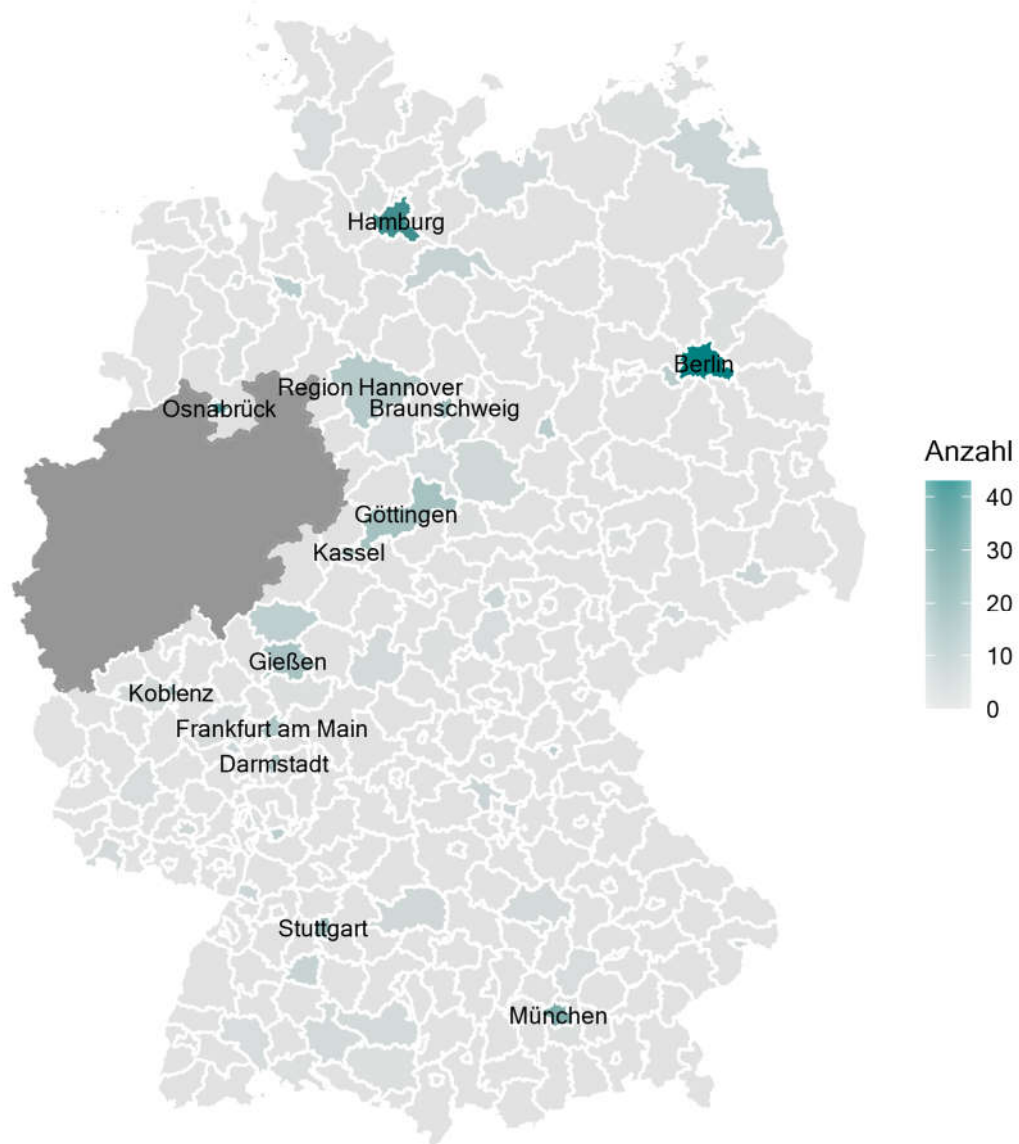 Hamburg
Berlin
Region Hannover
Osnabrück
Braunschweig
Anzahl
40
30
20
10
0
Göttingen
Kassel
Gießen
Koblenz
Frankfurt am Main
Darmstadt
Stuttgart
München